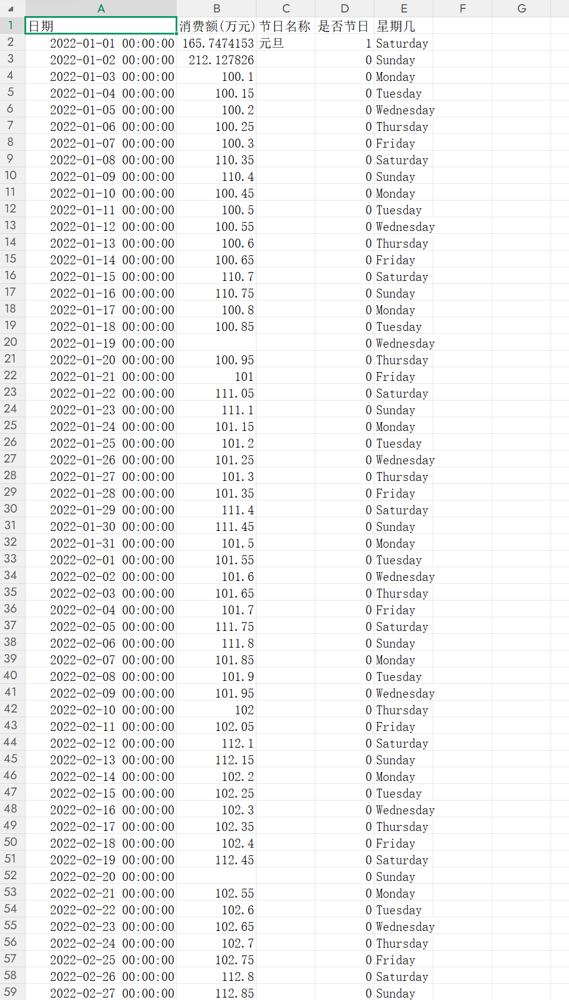 A B C D E F G
1 日期 消费额(万元) 节日名称 是否节日 星期几
2 2022-01-01 00:00:00 165.7474153 元旦 1 Saturday
3 2022-01-02 00:00:00 212.127826 0 Sunday
4 2022-01-03 00:00:00 100.1 0 Monday
5 2022-01-04 00:00:00 100.15 0 Tuesday
6 2022-01-05 00:00:00 100.2 0 Wednesday
7 2022-01-06 00:00:00 100.25 0 Thursday
8 2022-01-07 00:00:00 100.3 0 Friday
9 2022-01-08 00:00:00 110.35 0 Saturday
10 2022-01-09 00:00:00 110.4 0 Sunday
11 2022-01-10 00:00:00 100.45 0 Monday
12 2022-01-11 00:00:00 100.5 0 Tuesday
13 2022-01-12 00:00:00 100.55 0 Wednesday
14 2022-01-13 00:00:00 100.6 0 Thursday
15 2022-01-14 00:00:00 100.65 0 Friday
16 2022-01-15 00:00:00 110.7 0 Saturday
17 2022-01-16 00:00:00 110.75 0 Sunday
18 2022-01-17 00:00:00 100.8 0 Monday
19 2022-01-18 00:00:00 100.85 0 Tuesday
20 2022-01-19 00:00:00 0 Wednesday
21 2022-01-20 00:00:00 100.95 0 Thursday
22 2022-01-21 00:00:00 101 0 Friday
23 2022-01-22 00:00:00 111.05 0 Saturday
24 2022-01-23 00:00:00 111.1 0 Sunday
25 2022-01-24 00:00:00 101.15 0 Monday
26 2022-01-25 00:00:00 101.2 0 Tuesday
27 2022-01-26 00:00:00 101.25 0 Wednesday
28 2022-01-27 00:00:00 101.3 0 Thursday
29 2022-01-28 00:00:00 101.35 0 Friday
30 2022-01-29 00:00:00 111.4 0 Saturday
31 2022-01-30 00:00:00 111.45 0 Sunday
32 2022-01-31 00:00:00 101.5 0 Monday
33 2022-02-01 00:00:00 101.55 0 Tuesday
34 2022-02-02 00:00:00 101.6 0 Wednesday
35 2022-02-03 00:00:00 101.65 0 Thursday
36 2022-02-04 00:00:00 101.7 0 Friday
37 2022-02-05 00:00:00 111.75 0 Saturday
38 2022-02-06 00:00:00 111.8 0 Sunday
39 2022-02-07 00:00:00 101.85 0 Monday
40 2022-02-08 00:00:00 101.9 0 Tuesday
41 2022-02-09 00:00:00 101.95 0 Wednesday
42 2022-02-10 00:00:00 102 0 Thursday
43 2022-02-11 00:00:00 102.05 0 Friday
44 2022-02-12 00:00:00 112.1 0 Saturday
45 2022-02-13 00:00:00 112.15 0 Sunday
46 2022-02-14 00:00:00 102.2 0 Monday
47 2022-02-15 00:00:00 102.25 0 Tuesday
48 2022-02-16 00:00:00 102.3 0 Wednesday
49 2022-02-17 00:00:00 102.35 0 Thursday
50 2022-02-18 00:00:00 102.4 0 Friday
51 2022-02-19 00:00:00 112.45 0 Saturday
52 2022-02-20 00:00:00 0 Sunday
53 2022-02-21 00:00:00 102.55 0 Monday
54 2022-02-22 00:00:00 102.6 0 Tuesday
55 2022-02-23 00:00:00 102.65 0 Wednesday
56 2022-02-24 00:00:00 102.7 0 Thursday
57 2022-02-25 00:00:00 102.75 0 Friday
58 2022-02-26 00:00:00 112.8 0 Saturday
59 2022-02-27 00:00:00 112.85 0 Sunday